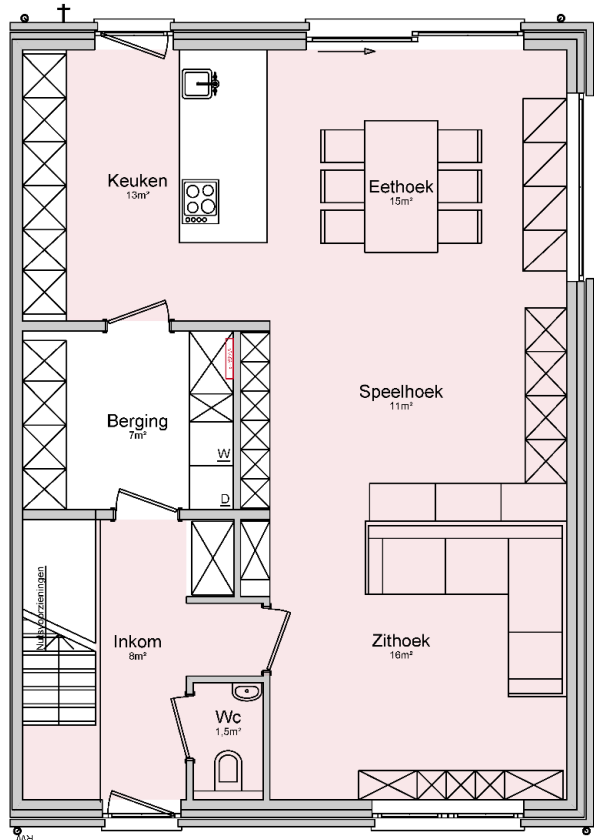 Keuken
13m²
Eethoek
15m²
Speelhoek
11m²
Berging
7m²
W
D
Nutsvoorzieningen
Inkom
8m²
Zithoek
16m²
Wc
1,5m²